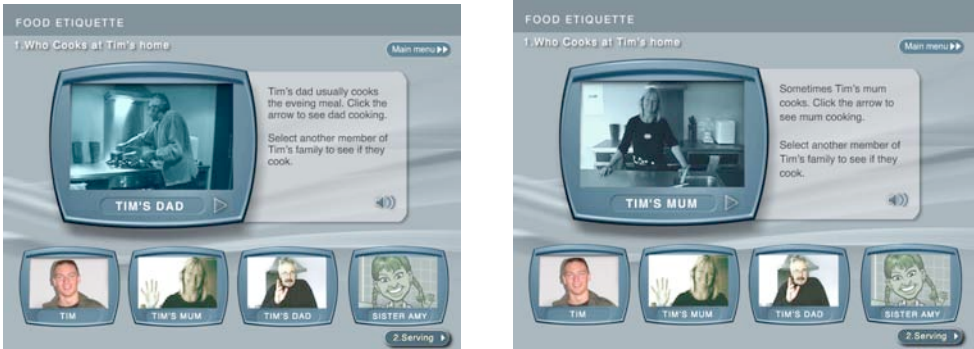 FOOD ETIQUETTE
1.Who Cooks at Tim's home
Main menu
Tim's dad usually cooks
the eveing meal. Click the
arrow to see dad cooking.
Select another member of
Tim's family to see if they
cook.
TIM'S DAD
TIM
TIM'S MUM
TIM'S DAD
SISTER AMY
2.Serving
FOOD ETIQUETTE
1.Who Cooks at Tim's home
Main menu
Sometimes Tim's mum
cooks. Click the arrow to
see mum cooking.
Select another member of
Tim's family to see if they
cook.
TIM'S MUM
TIM
TIM'S MUM
TIM'S DAD
SISTER AMY
2.Serving